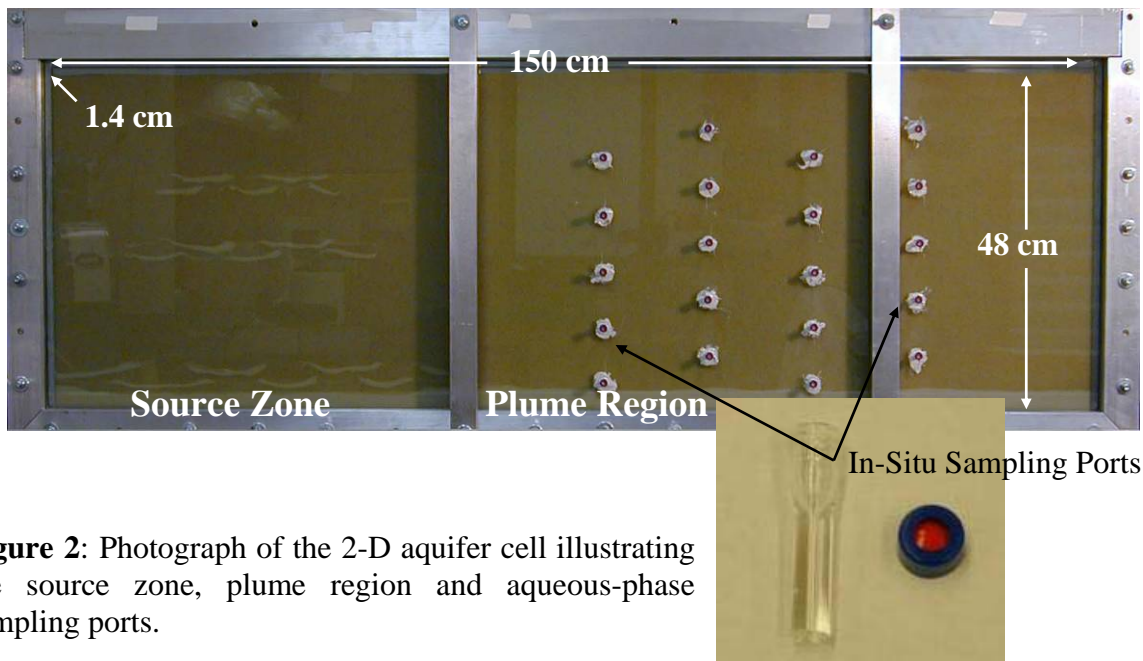 150 cm
1.4 cm
48 cm
Source Zone
Plume Region
In-Situ Sampling Ports
gure 2: Photograph of the 2-D aquifer cell illustrating
source zone, plume region and aqueous-phase
mpling ports.